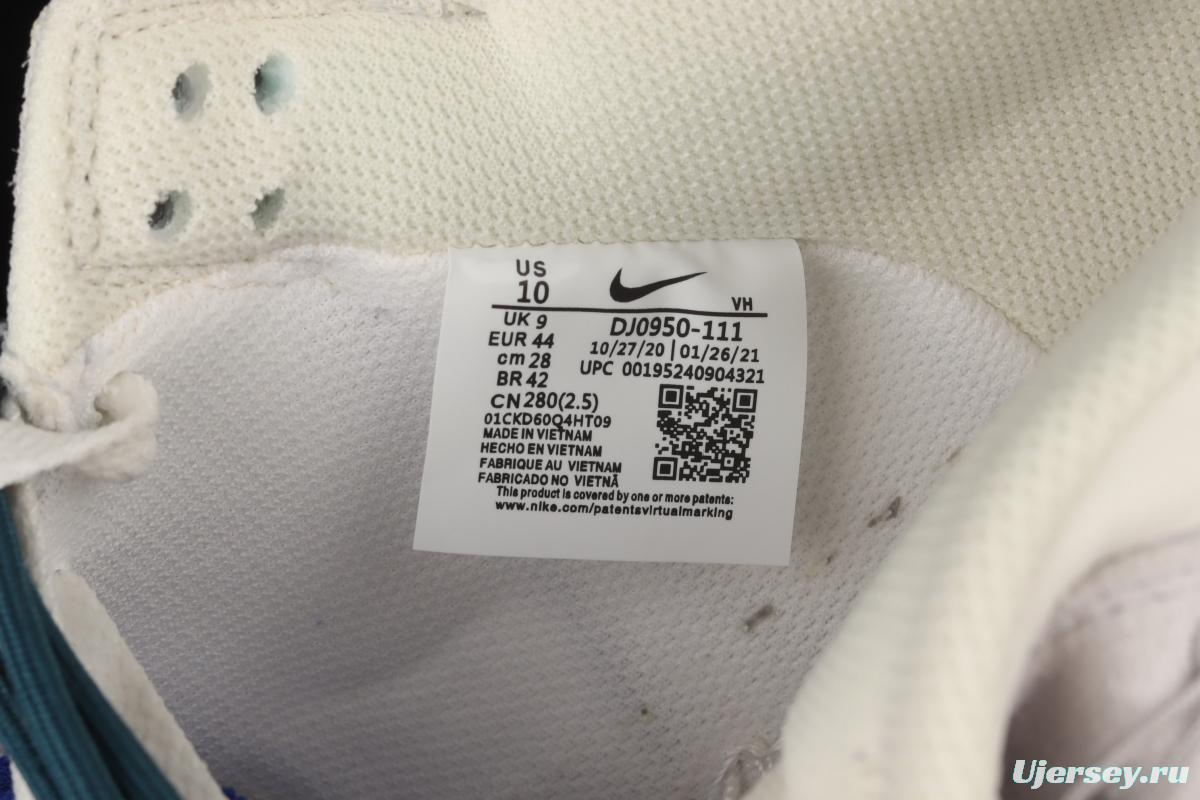 US
10
VH
UK 9
DJ0950-111
EUR 44
10/27/20 | 01/26/21
cm 28
UPC 00195240904321
BR 42
CN 280(2.5)
01CKD60Q4HT09
MADE IN VIETNAM
HECHO EN VIETNAM
FABRIQUE AU VIETNAM
FABRICADO NO VIETNÃ
This product is covered by one or more patents:
www.nike.com/patentsvirtualmarking
Ujersey.ru